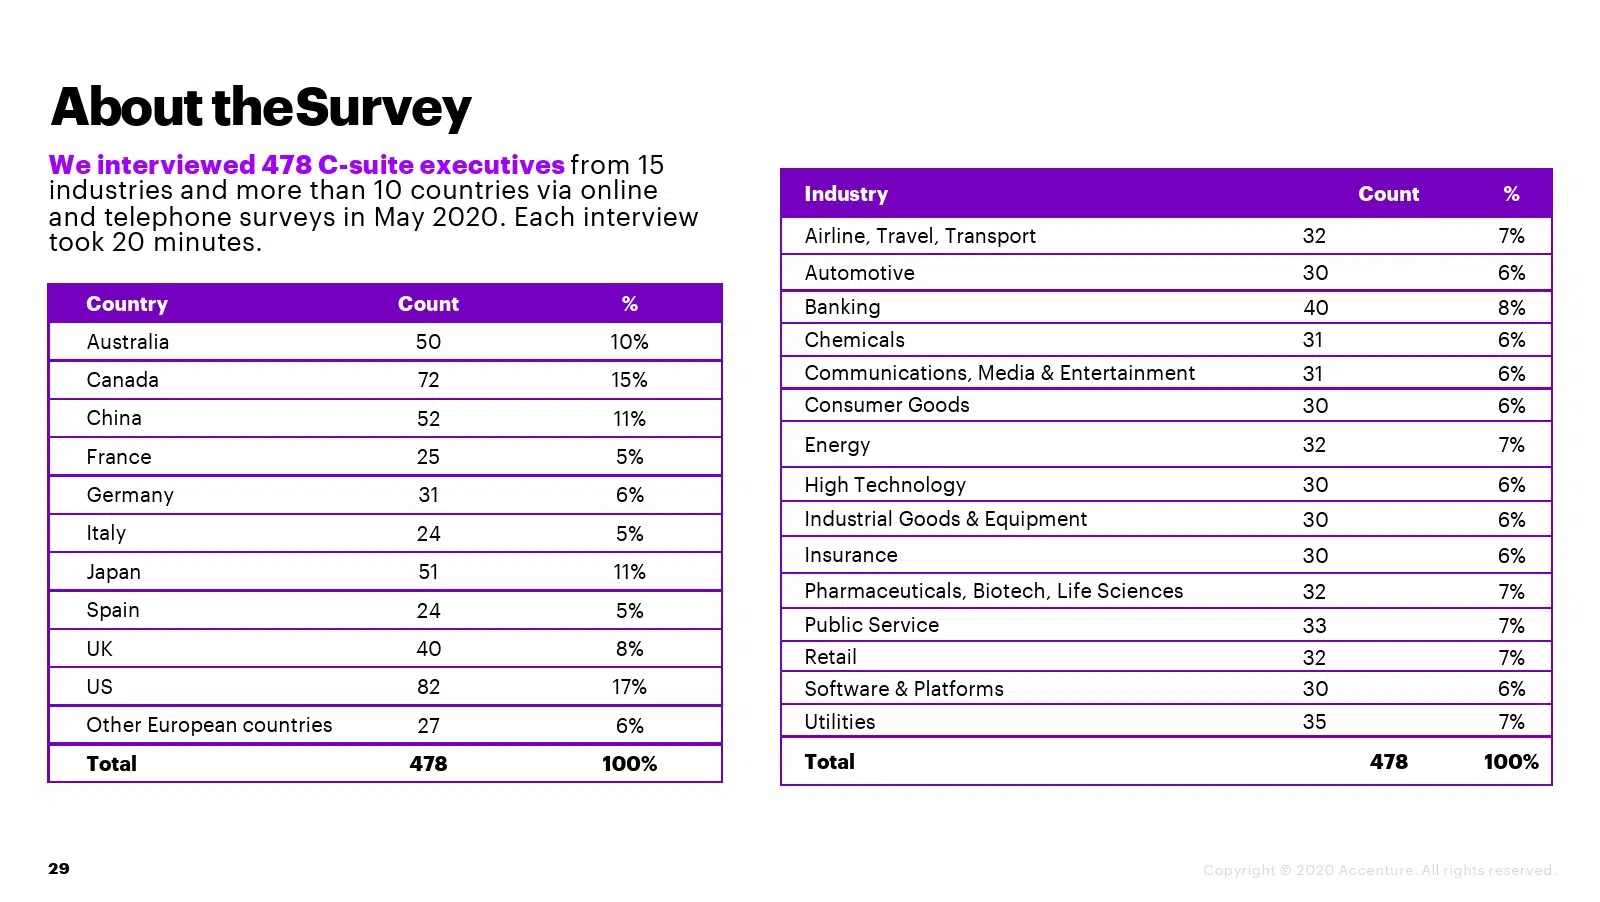 About the Survey
We interviewed 478 C-suite executives from 15
industries and more than 10 countries via online
and telephone surveys in May 2020. Each interview
took 20 minutes.
Country Count %
Australia 50 10%
Canada 72 15%
China 52 11%
France 25 5%
Germany 31 6%
Italy 24 5%
Japan 51 11%
Spain 24 5%
UK 40 8%
US 82 17%
Other European countries 27 6%
Total 478 100%
Industry Count %
Airline, Travel, Transport 32 7%
Automotive 30 6%
Banking 40 8%
Chemicals 31 6%
Communications, Media & Entertainment 31 6%
Consumer Goods 30 6%
Energy 32 7%
High Technology 30 6%
Industrial Goods & Equipment 30 6%
Insurance 30 6%
Pharmaceuticals, Biotech, Life Sciences 32 7%
Public Service 33 7%
Retail 32 7%
Software & Platforms 30 6%
Utilities 35 7%
Total 478 100%
29
Copyright © 2020 Accenture. All rights reserved.